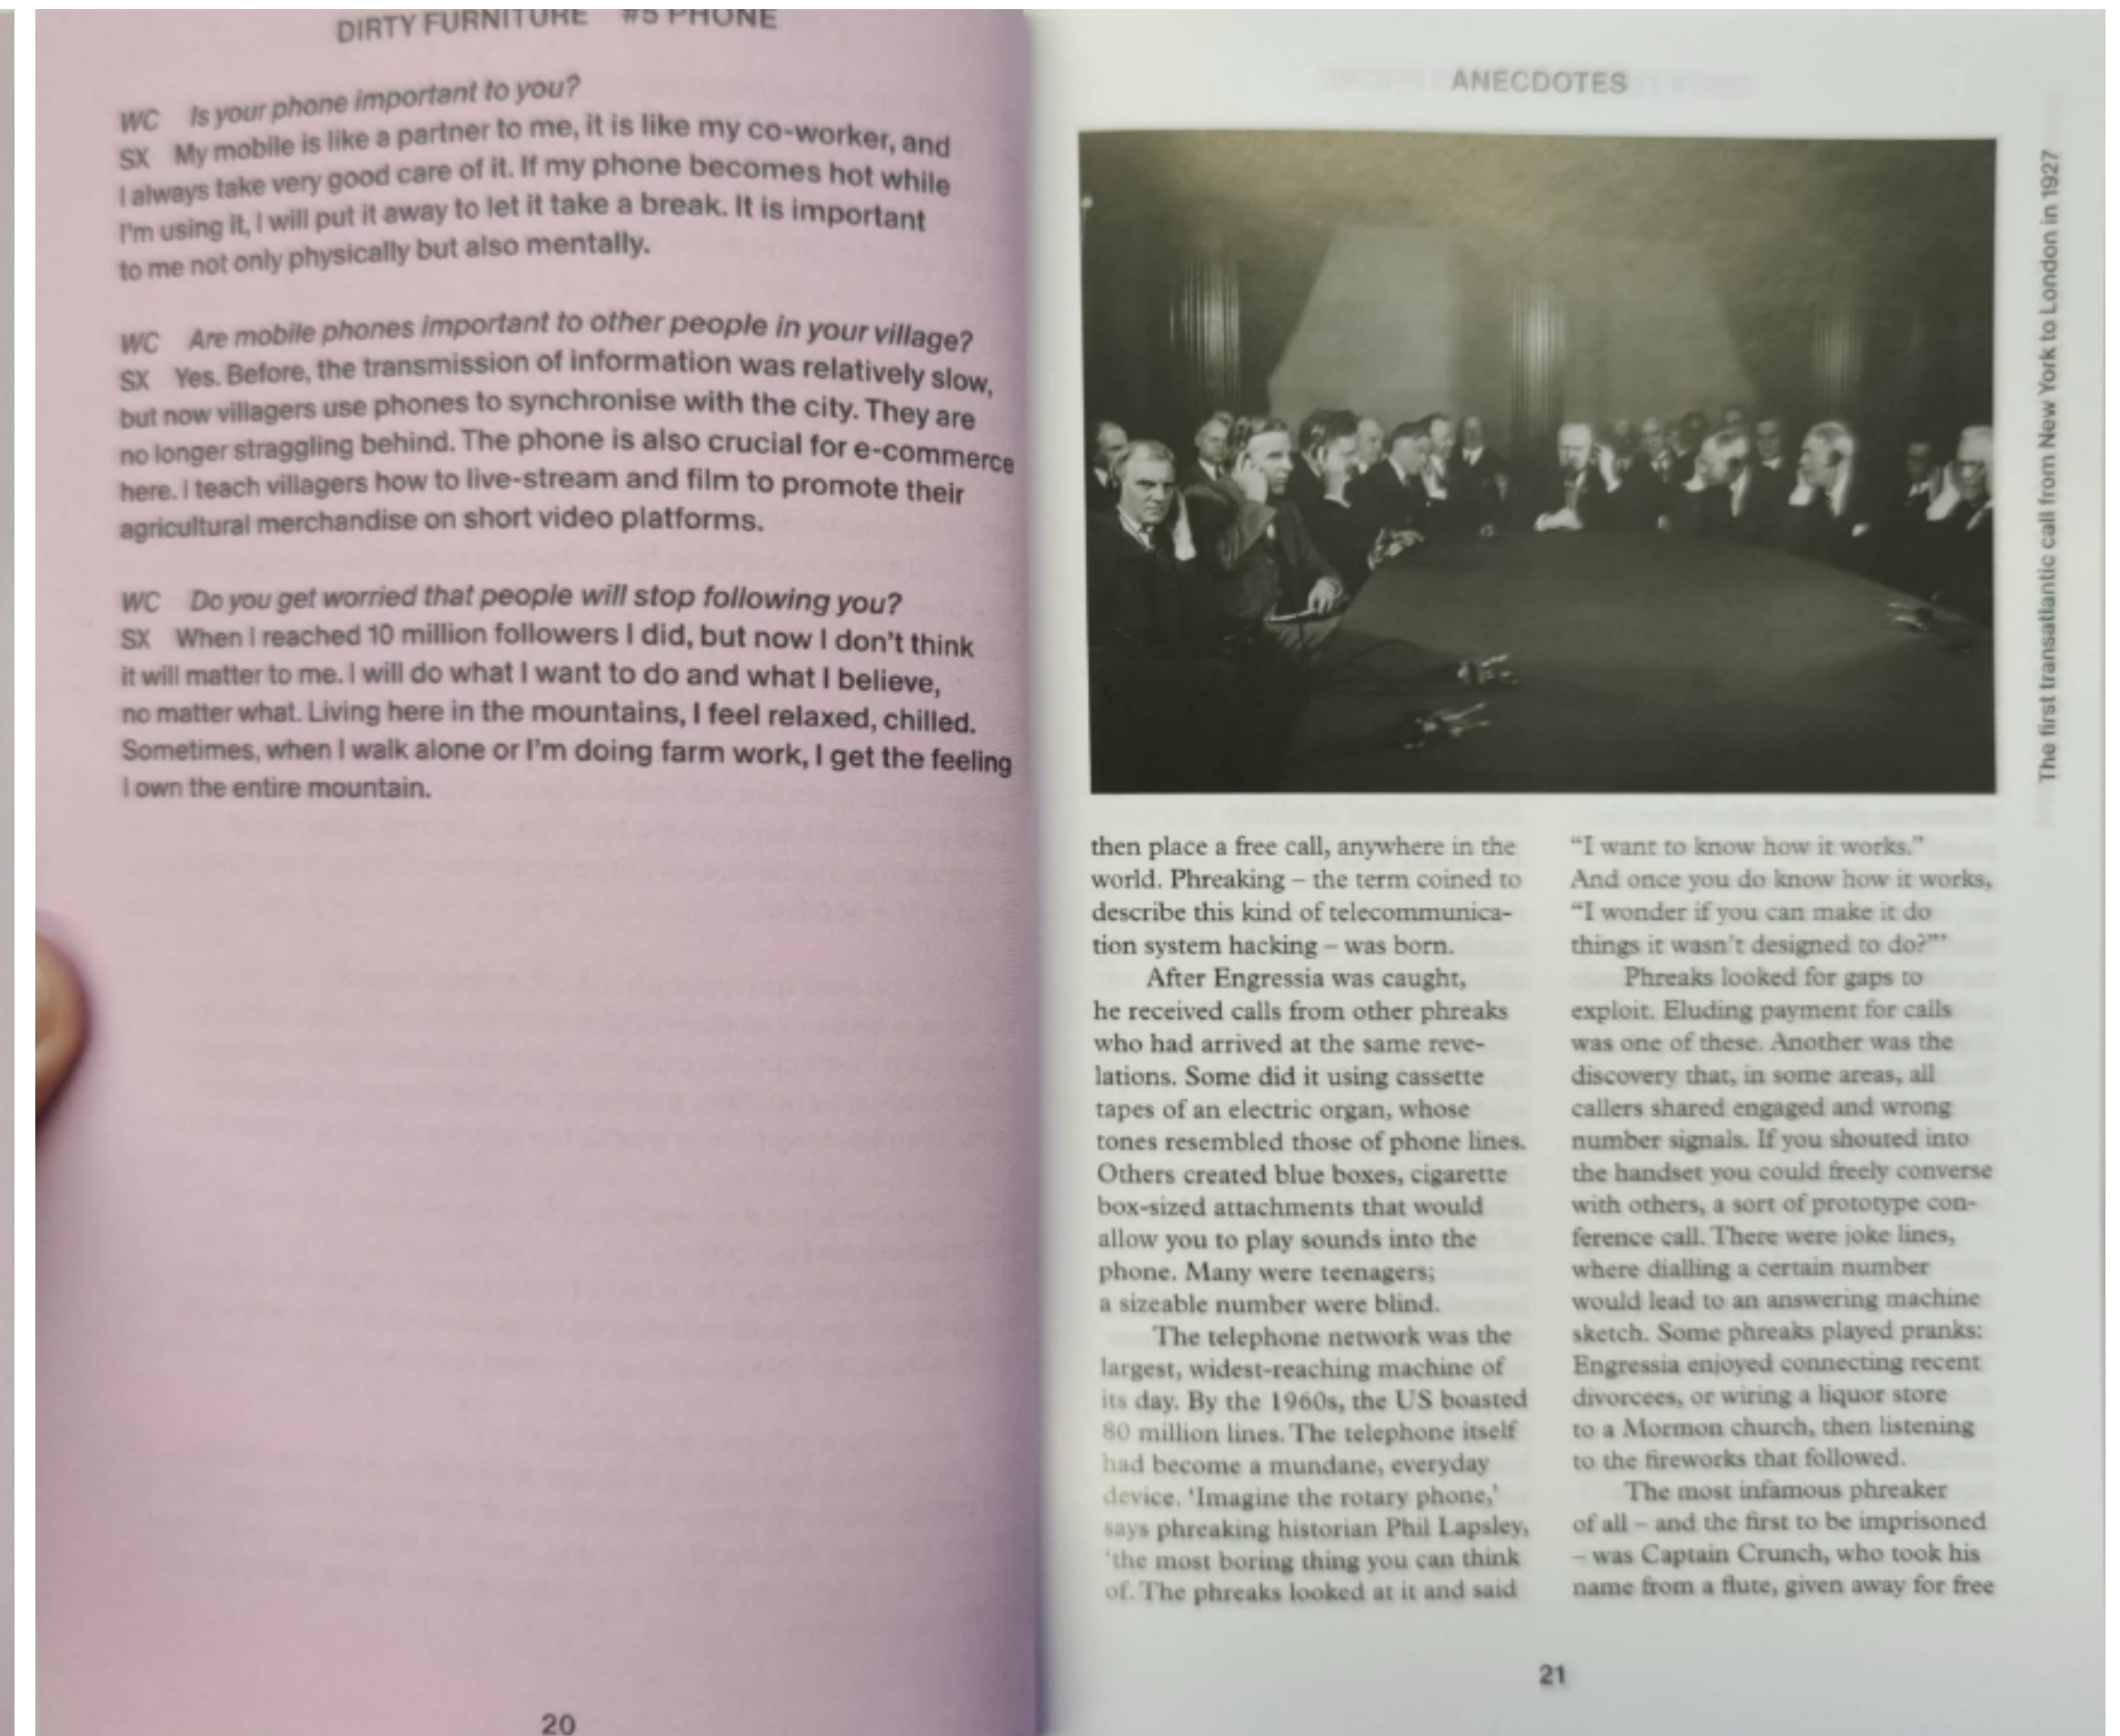 DIRTY FURNITURE #5 PHONE
WC Is your phone important to you?
SX My mobile is like a partner to me, it is like my co-worker, and
I always take very good care of it. If my phone becomes hot while
I'm using it, I will put it away to let it take a break. It is important
to me not only physically but also mentally.
WC Are mobile phones important to other people in your village?
SX Yes. Before, the transmission of information was relatively slow,
but now villagers use phones to synchronise with the city. They are
no longer straggling behind. The phone is also crucial for e-commerce
here. I teach villagers how to live-stream and film to promote their
agricultural merchandise on short video platforms.
WC Do you get worried that people will stop following you?
SX When I reached 10 million followers I did, but now I don't think
it will matter to me. I will do what I want to do and what I believe,
no matter what. Living here in the mountains, I feel relaxed, chilled.
Sometimes, when I walk alone or I'm doing farm work, I get the feeling
I own the entire mountain.
20
ANECDOTES
The first transatlantic call from New York to London in 1927
then place a free call, anywhere in the
world. Phreaking – the term coined to
describe this kind of telecommunica-
tion system hacking – was born.
After Engressia was caught,
he received calls from other phreaks
who had arrived at the same reve-
lations. Some did it using cassette
tapes of an electric organ, whose
tones resembled those of phone lines.
Others created blue boxes, cigarette
box-sized attachments that would
allow you to play sounds into the
phone. Many were teenagers;
a sizeable number were blind.
The telephone network was the
largest, widest-reaching machine of
its day. By the 1960s, the US boasted
80 million lines. The telephone itself
had become a mundane, everyday
device. 'Imagine the rotary phone,'
says phreaking historian Phil Lapsley,
'the most boring thing you can think
of. The phreaks looked at it and said
“I want to know how it works.”
And once you do know how it works,
“I wonder if you can make it do
things it wasn't designed to do?”'
Phreaks looked for gaps to
exploit. Eluding payment for calls
was one of these. Another was the
discovery that, in some areas, all
callers shared engaged and wrong
number signals. If you shouted into
the handset you could freely converse
with others, a sort of prototype con-
ference call. There were joke lines,
where dialling a certain number
would lead to an answering machine
sketch. Some phreaks played pranks:
Engressia enjoyed connecting recent
divorcees, or wiring a liquor store
to a Mormon church, then listening
to the fireworks that followed.
The most infamous phreaker
of all – and the first to be imprisoned
– was Captain Crunch, who took his
name from a flute, given away for free
21